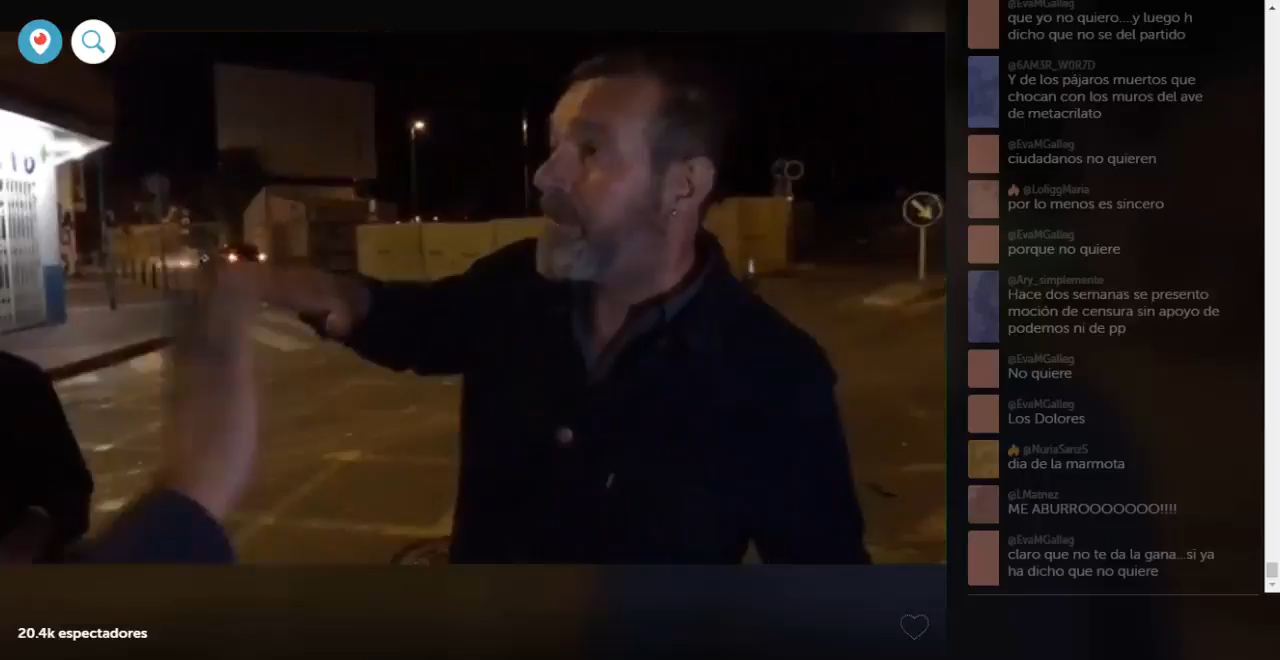 @EvaMGalleg
que yo no quiero....y luego h
dicho que no se del partido
@6AM3R_W0R7D
Y de los pájaros muertos que
chocan con los muros del ave
de metacrilato
@EvaMGalleg
ciudadanos no quieren
@LoliggMaria
por lo menos es sincero
@EvaMGalleg
porque no quiere
@Ary_simplemente
Hace dos semanas se presento
moción de censura sin apoyo de
podemos ni de pp
@EvaMGalleg
No quiere
@EvaMGalleg
Los Dolores
@NuriaSanz5
dia de la marmota
@LMatnez
ME ABURROOOOOOO!!!!
@EvaMGalleg
claro que no te da la gana...si ya
ha dicho que no quiere
20.4k espectadores